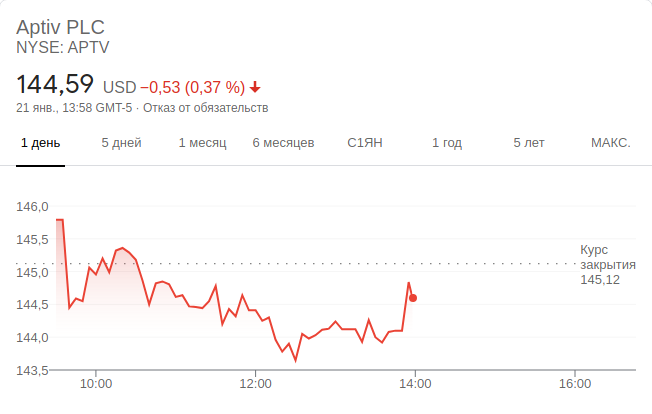 Aptiv PLC
NYSE: APTV
144,59 USD −0,53 (0,37 %)
21 янв., 13:58 GMT-5 · Отказ от обязательств
1 день 5 дней 1 месяц 6 месяцев С1ЯН 1 год 5 лет МАКС.
146,0
145,5
Курс
закрытия
145,12
145,0
144,5
144,0
143,5
10:00 12:00 14:00 16:00